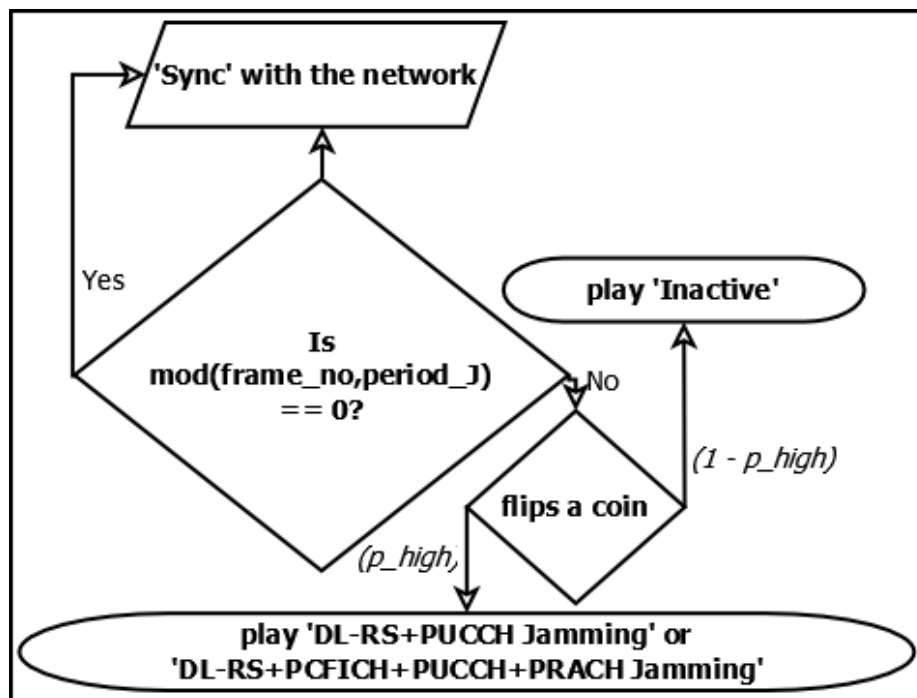 'Sync' with the network
Yes
play 'Inactive'
Is
mod(frame_no,period_J)
== 0?
No
(1 - p_high)
flips a coin
(p_high)
play 'DL-RS+PUCCH Jamming' or
'DL-RS+PCFICH+PUCCH+PRACH Jamming'